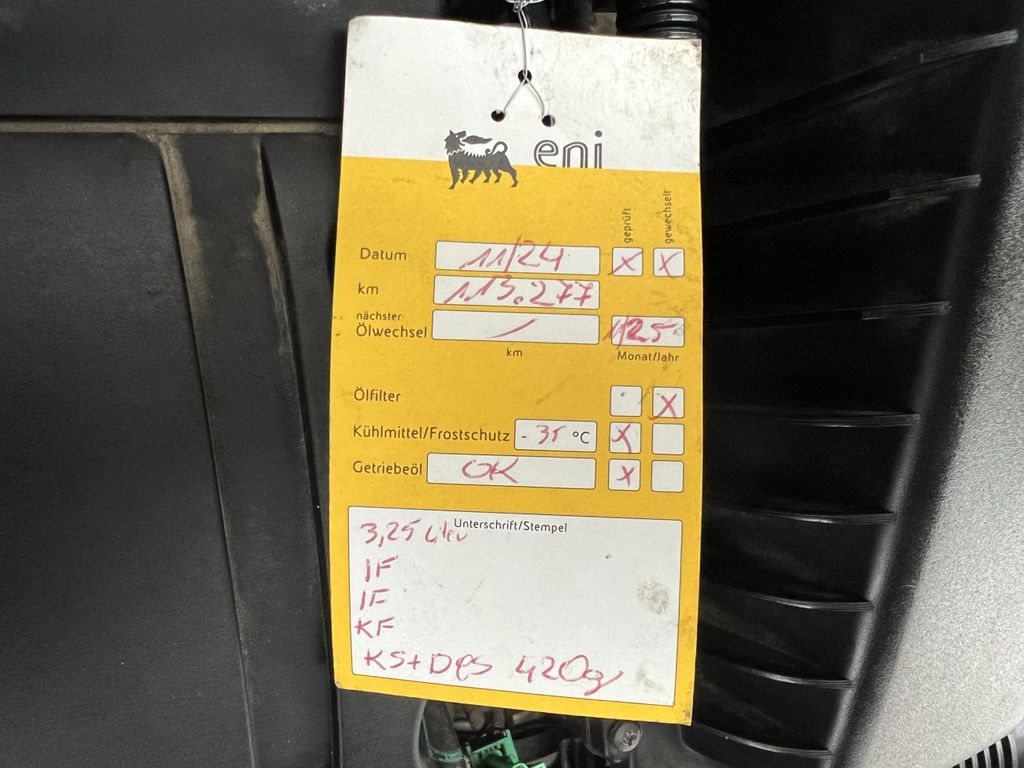 eni
geprüft
gewechselt
Datum 11/24 X X
km 113.277
nächster
Ölwechsel / 11/25
km Monat/Jahr
Ölfilter X
Kühlmittel/Frostschutz - 35 °C X
Getriebeöl OK X
Unterschrift/Stempel
3,25 Liter
IF
IF
KF
KS+Des 420g